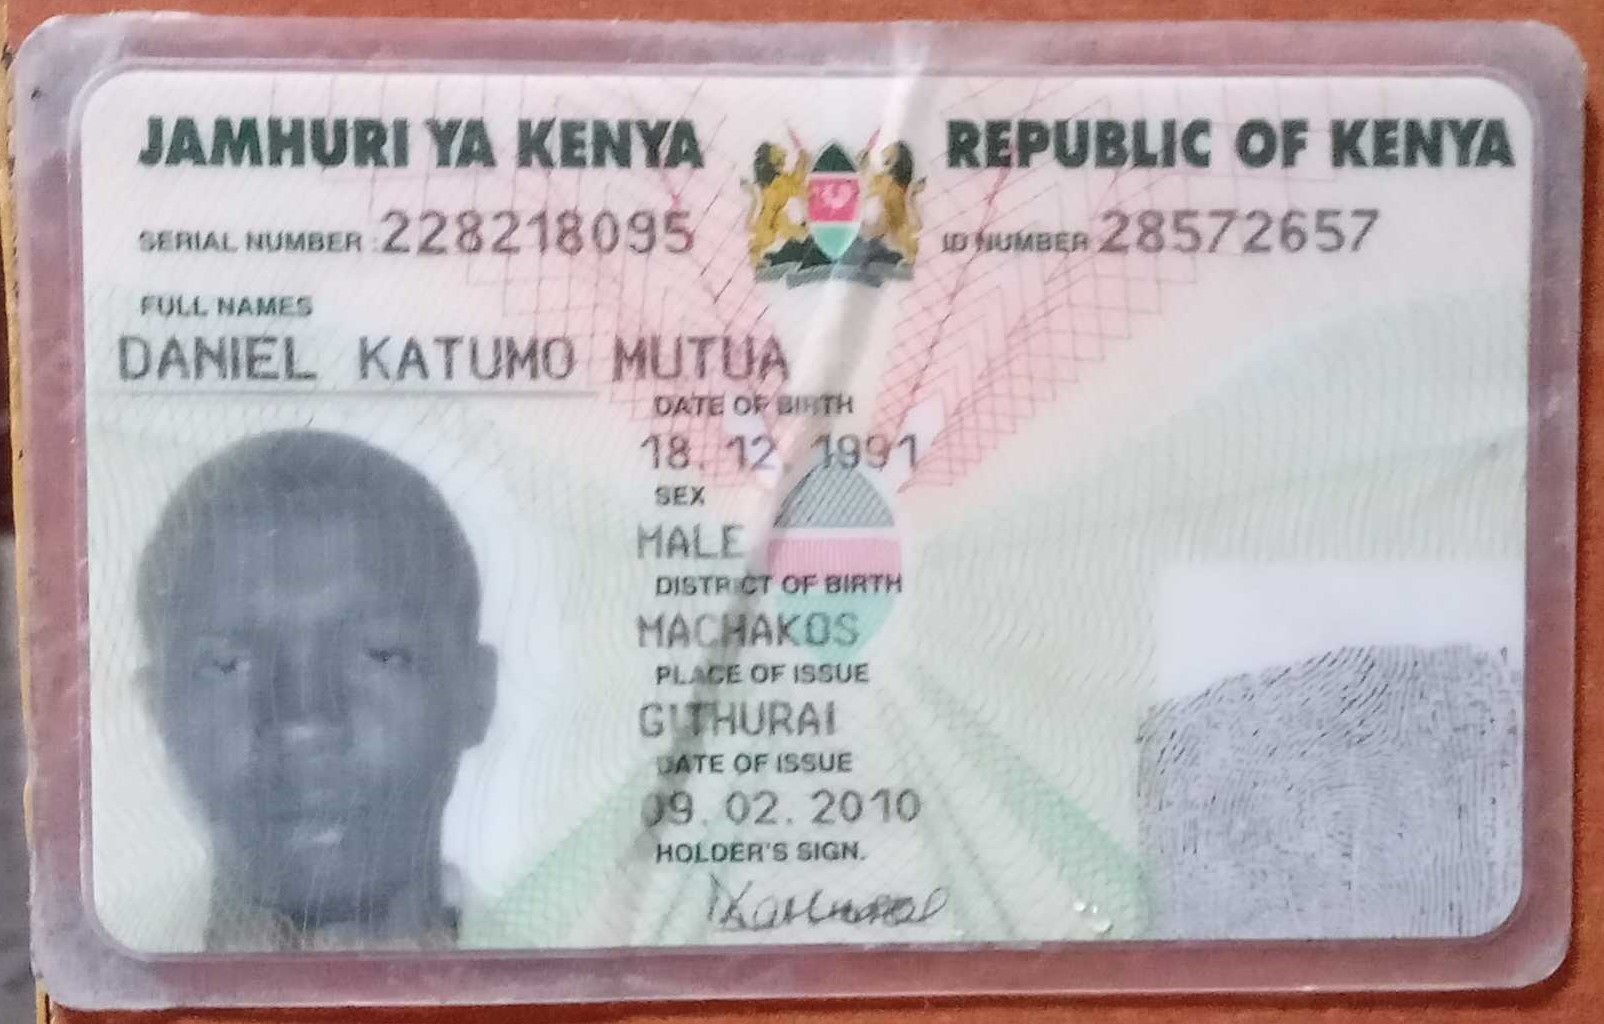 JAMHURI YA KENYA REPUBLIC OF KENYA
SERIAL NUMBER : 228218095 ID NUMBER 28572657
FULL NAMES
DANIEL KATUMO MUTUA
DATE OF BIRTH
18. 12. 1991
SEX
MALE
DISTRICT OF BIRTH
MACHAKOS
PLACE OF ISSUE
GITHURAI
DATE OF ISSUE
09. 02. 2010
HOLDER'S SIGN.